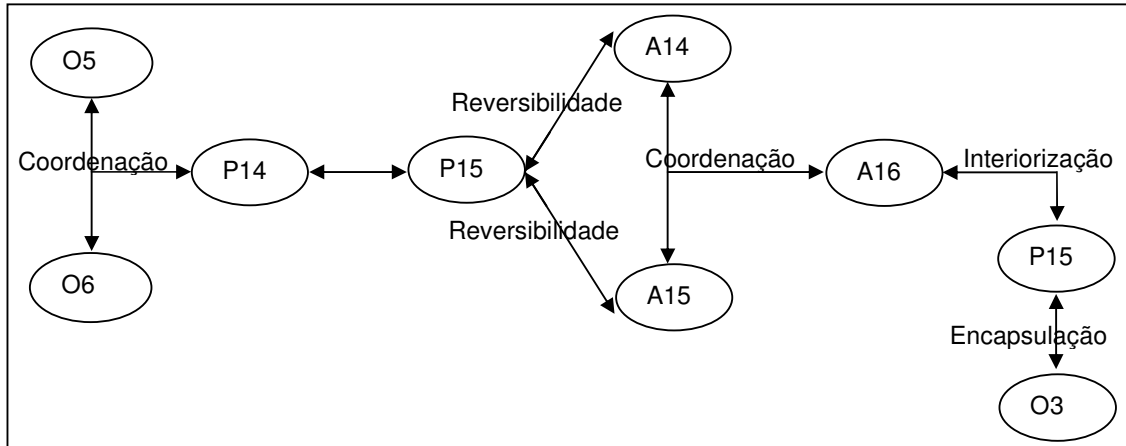 O5
A14
Reversibilidade
Coordenação
P14
P15
Coordenação
A16
Interiorização
Reversibilidade
O6
A15
P15
Encapsulação
O3